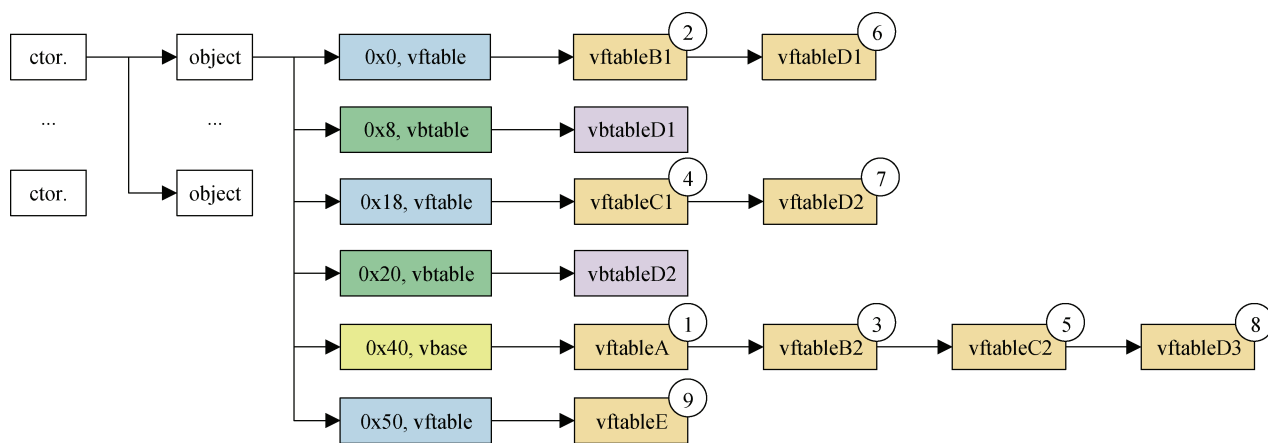 ctor.
object
0x0, vftable
vftableB1
2
vftableD1
6
...
...
0x8, vbtable
vbtableD1
ctor.
object
0x18, vftable
vftableC1
4
vftableD2
7
0x20, vbtable
vbtableD2
0x40, vbase
vftableA
1
vftableB2
3
vftableC2
5
vftableD3
8
0x50, vftable
vftableE
9